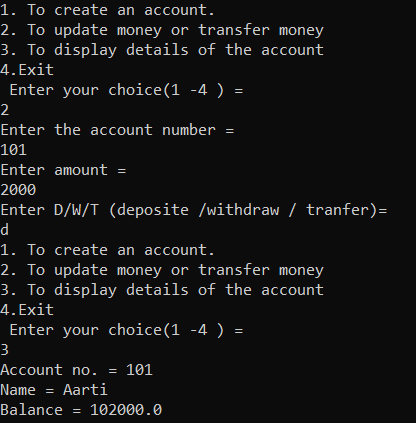 1. To create an account.
2. To update money or transfer money
3. To display details of the account
4.Exit
 Enter your choice(1 -4 ) =
2
Enter the account number =
101
Enter amount =
2000
Enter D/W/T (deposite /withdraw / tranfer)=
d
1. To create an account.
2. To update money or transfer money
3. To display details of the account
4.Exit
 Enter your choice(1 -4 ) =
3
Account no. = 101
Name = Aarti
Balance = 102000.0